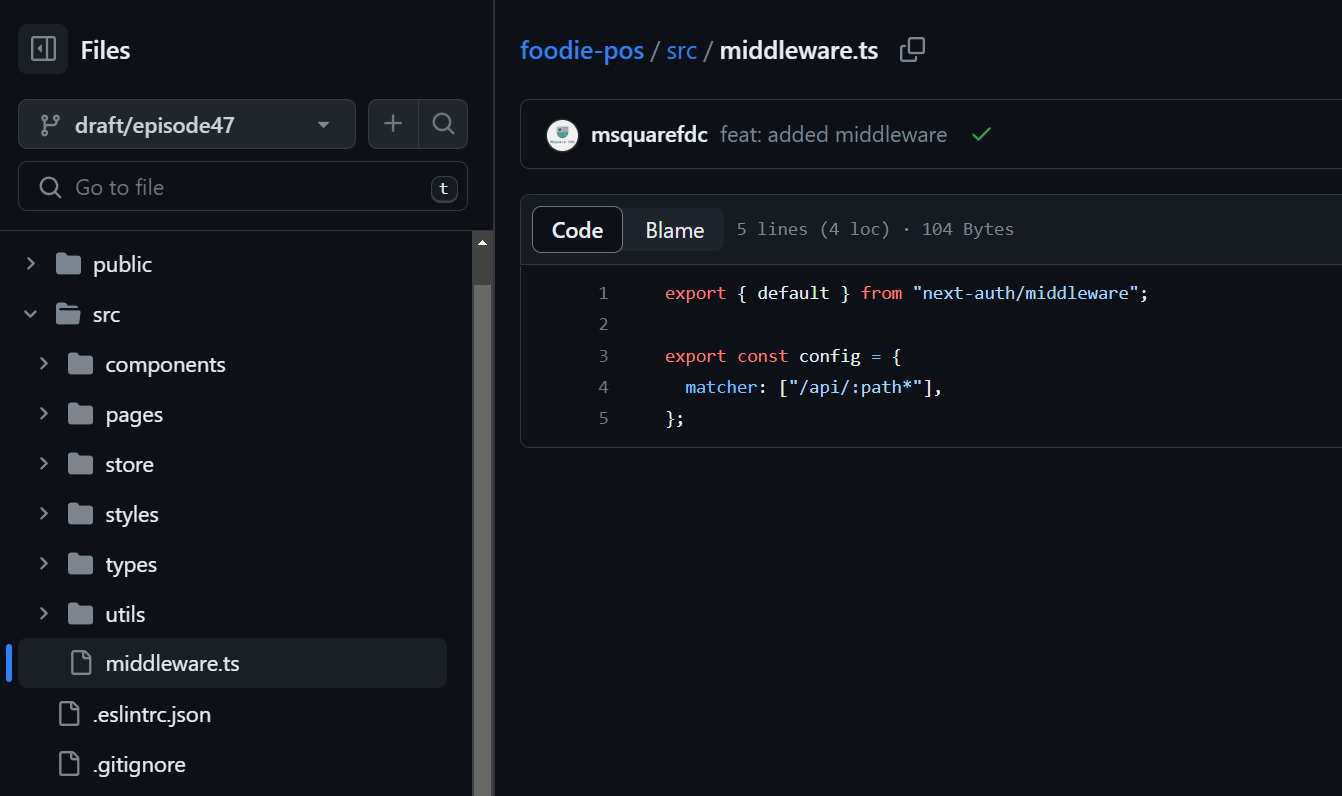 Files
draft/episode47
Go to file
t
public
src
components
pages
store
styles
types
utils
middleware.ts
.eslintrc.json
.gitignore
foodie-pos / src / middleware.ts
msquarefdc feat: added middleware
Code Blame 5 lines (4 loc) · 104 Bytes
1 export { default } from "next-auth/middleware";
2
3 export const config = {
4   matcher: ["/api/:path*"],
5 };